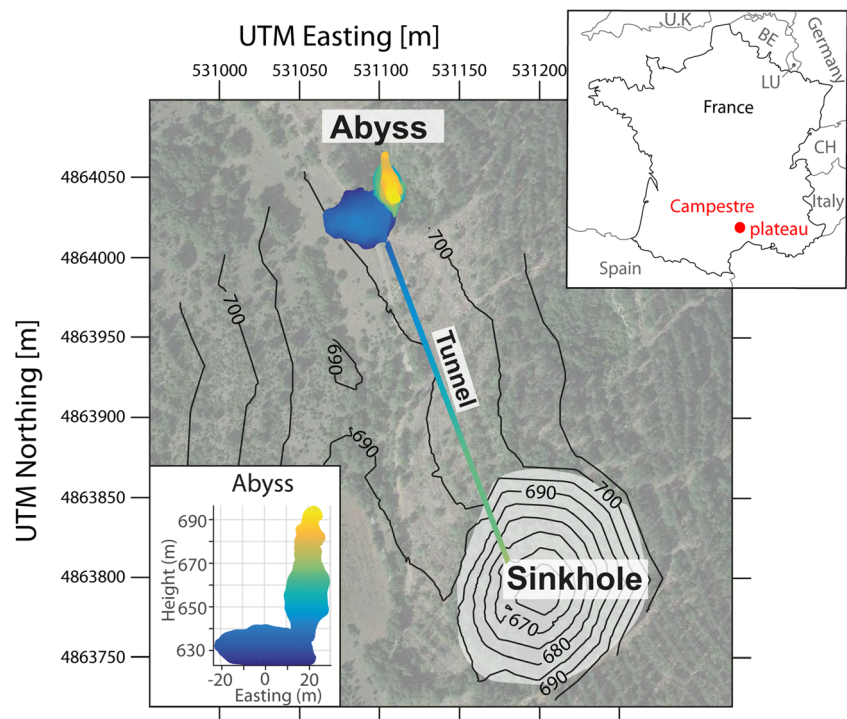 UTM Easting [m]
531000 531050 531100 531150 531200
UTM Northing [m]
4864050
4864000
4863950
4863900
4863850
4863800
4863750
Abyss
Tunnel
Sinkhole
700
700
690
690
690
700
670
680
690
U.K
BE
Germany
LU
France
CH
Italy
Campestre
plateau
Spain
Abyss
Height (m)
690
670
650
630
-20 0 20
Easting (m)